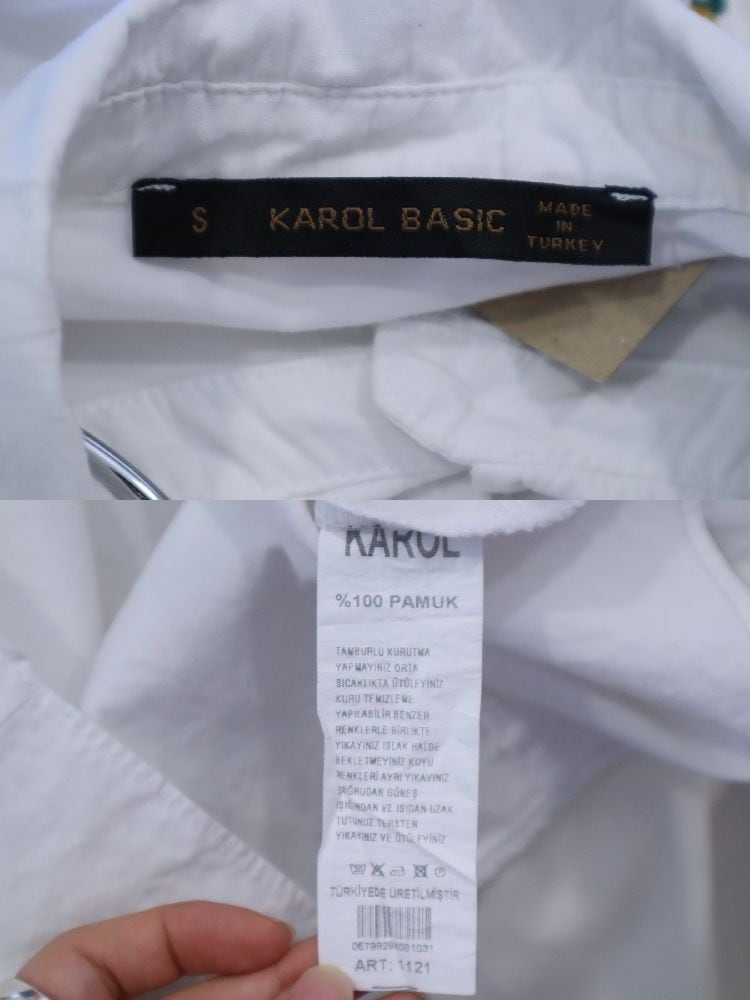 S KAROL BASIC MADE
IN
TURKEY
KAROL
%100 PAMUK
TAMBURLU KURUTMA
YAPMAYINIZ ORTA
SICAKLIKTA ÜTÜLEYİNİZ
KURU TEMİZLEME
YAPILABİLİR BENZER
RENKLERLE BİRLİKTE
YIKAYINIZ ISLAK HALDE
BEKLETMEYİNİZ KOYU
RENKLERİ AYRI YIKAYINIZ
DOĞRUDAN GÜNEŞ
IŞIĞINDAN VE ISIDAN UZAK
TUTUNUZ TERSTEN
YIKAYINIZ VE ÜTÜLEYİNİZ
TÜRKİYEDE ÜRETİLMİŞTİR
ART: 1121